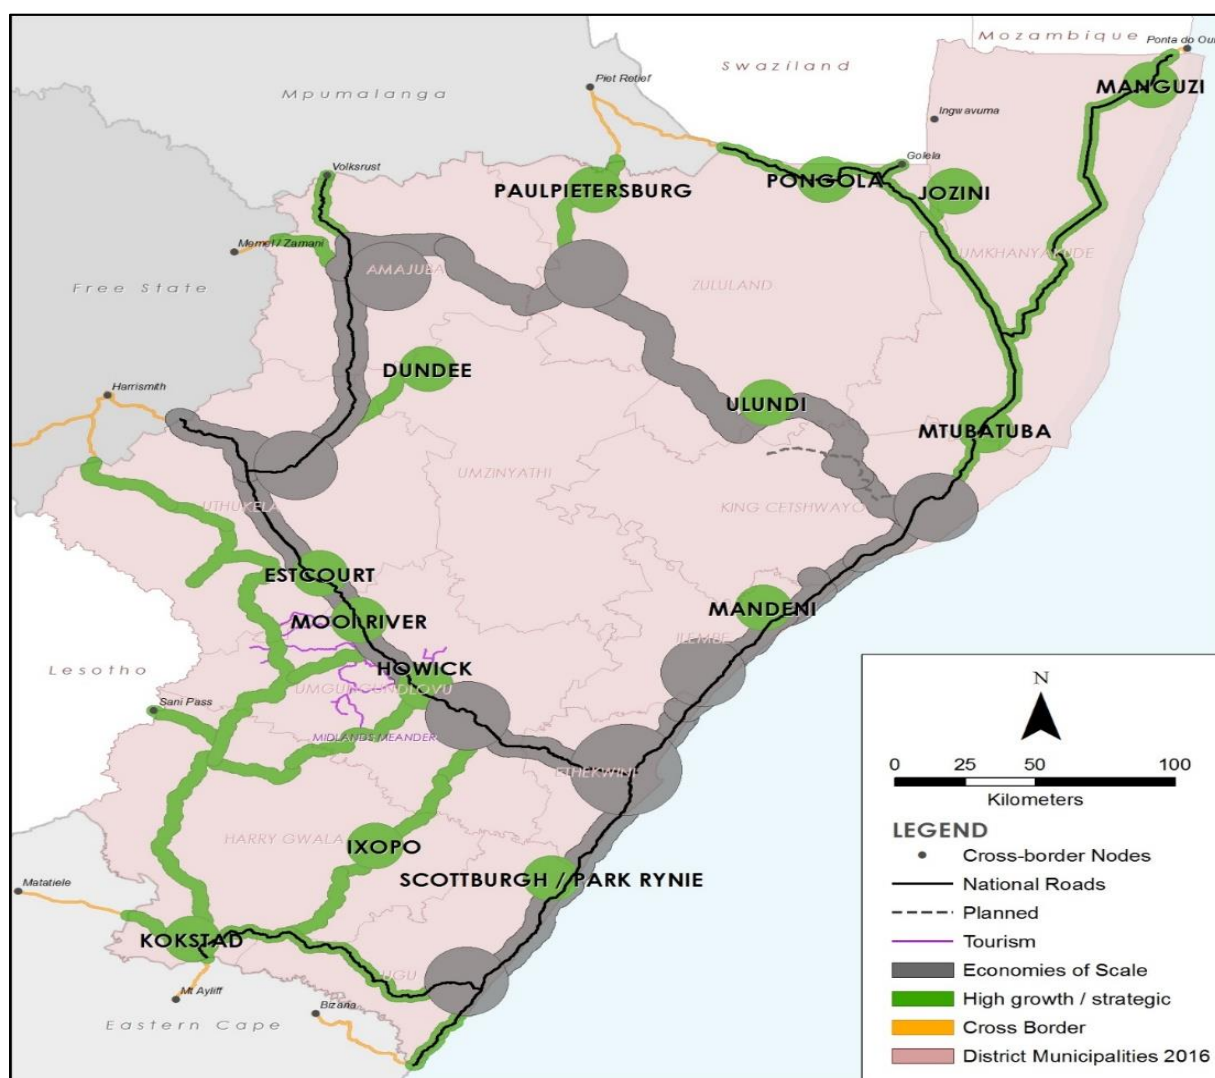 Mozambique
Ponta do Our
Swaziland
Piet Retief
MANGUZI
Mpumalanga
Ingwavuma
Volksrust
Golela
PONGOLA
PAULPIETERSBURG
JOZINI
Memel / Zamani
UMKHANYAKUDE
AMAJUBA
Free State
ZULULAND
DUNDEE
Harrismith
ULUNDI
MTUBATUBA
UMZINYATHI
UTHUKELA
KING CETSHWAYO
ESTCOURT
MANDENI
MOOI RIVER
ILEMBE
Lesotho
HOWICK
UMGUNGUNDLOVU
Sani Pass
MIDLANDS MEANDER
ETHEKWINI
HARRY GWALA
IXOPO
SCOTTBURGH / PARK RYNIE
Matatiele
KOKSTAD
UGU
Mt Ayliff
Bizana
Eastern Cape
N
0 25 50 100
Kilometers
LEGEND
Cross-border Nodes
National Roads
Planned
Tourism
Economies of Scale
High growth / strategic
Cross Border
District Municipalities 2016